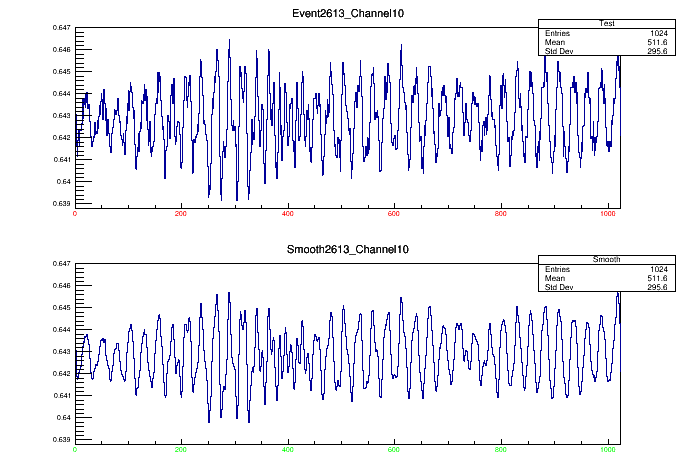 Event2613_Channel10
Test
Entries 1024
Mean 511.6
Std Dev 295.6
0.647
0.646
0.645
0.644
0.643
0.642
0.641
0.64
0.639
0 200 400 600 800 1000
Smooth2613_Channel10
Smooth
Entries 1024
Mean 511.6
Std Dev 295.6
0.647
0.646
0.645
0.644
0.643
0.642
0.641
0.64
0.639
0 200 400 600 800 1000